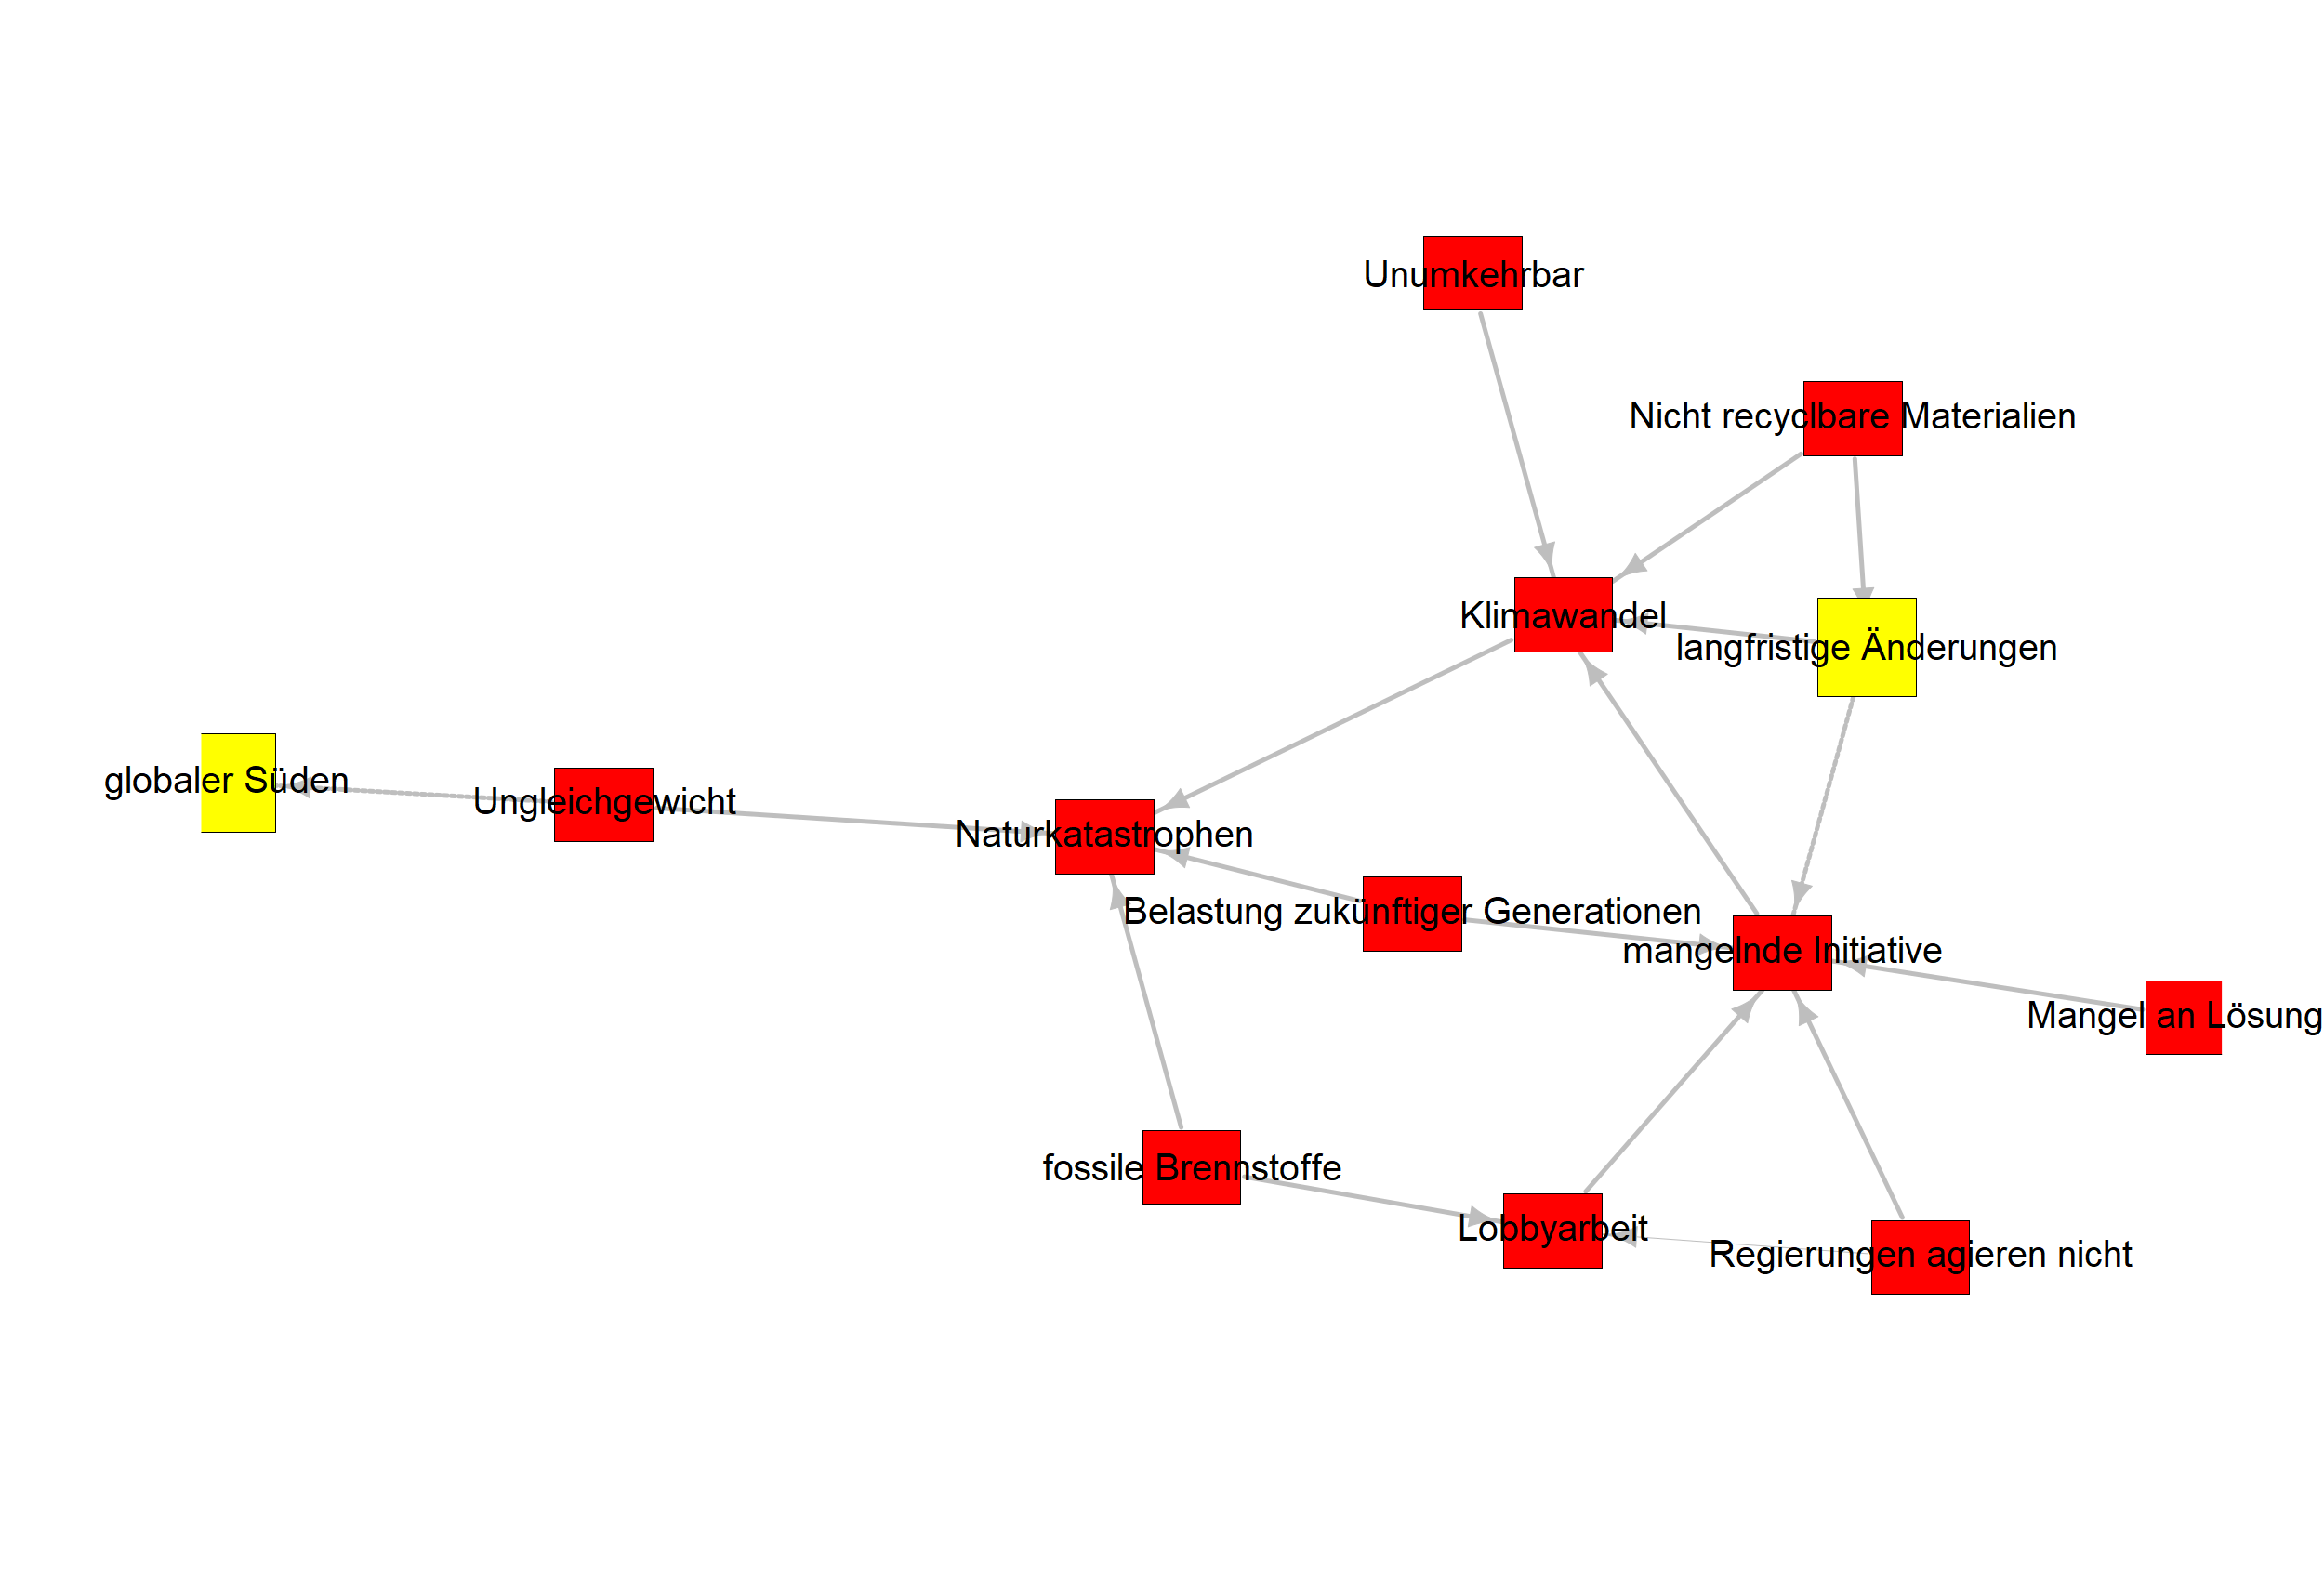 Unumkehrbar
Nicht recyclbare Materialien
Klimawandel
langfristige Änderungen
globaler Süden
Ungleichgewicht
Naturkatastrophen
Belastung zukünftiger Generationen
mangelnde Initiative
Mangel an Lösung
fossile Brennstoffe
Lobbyarbeit
Regierungen agieren nicht